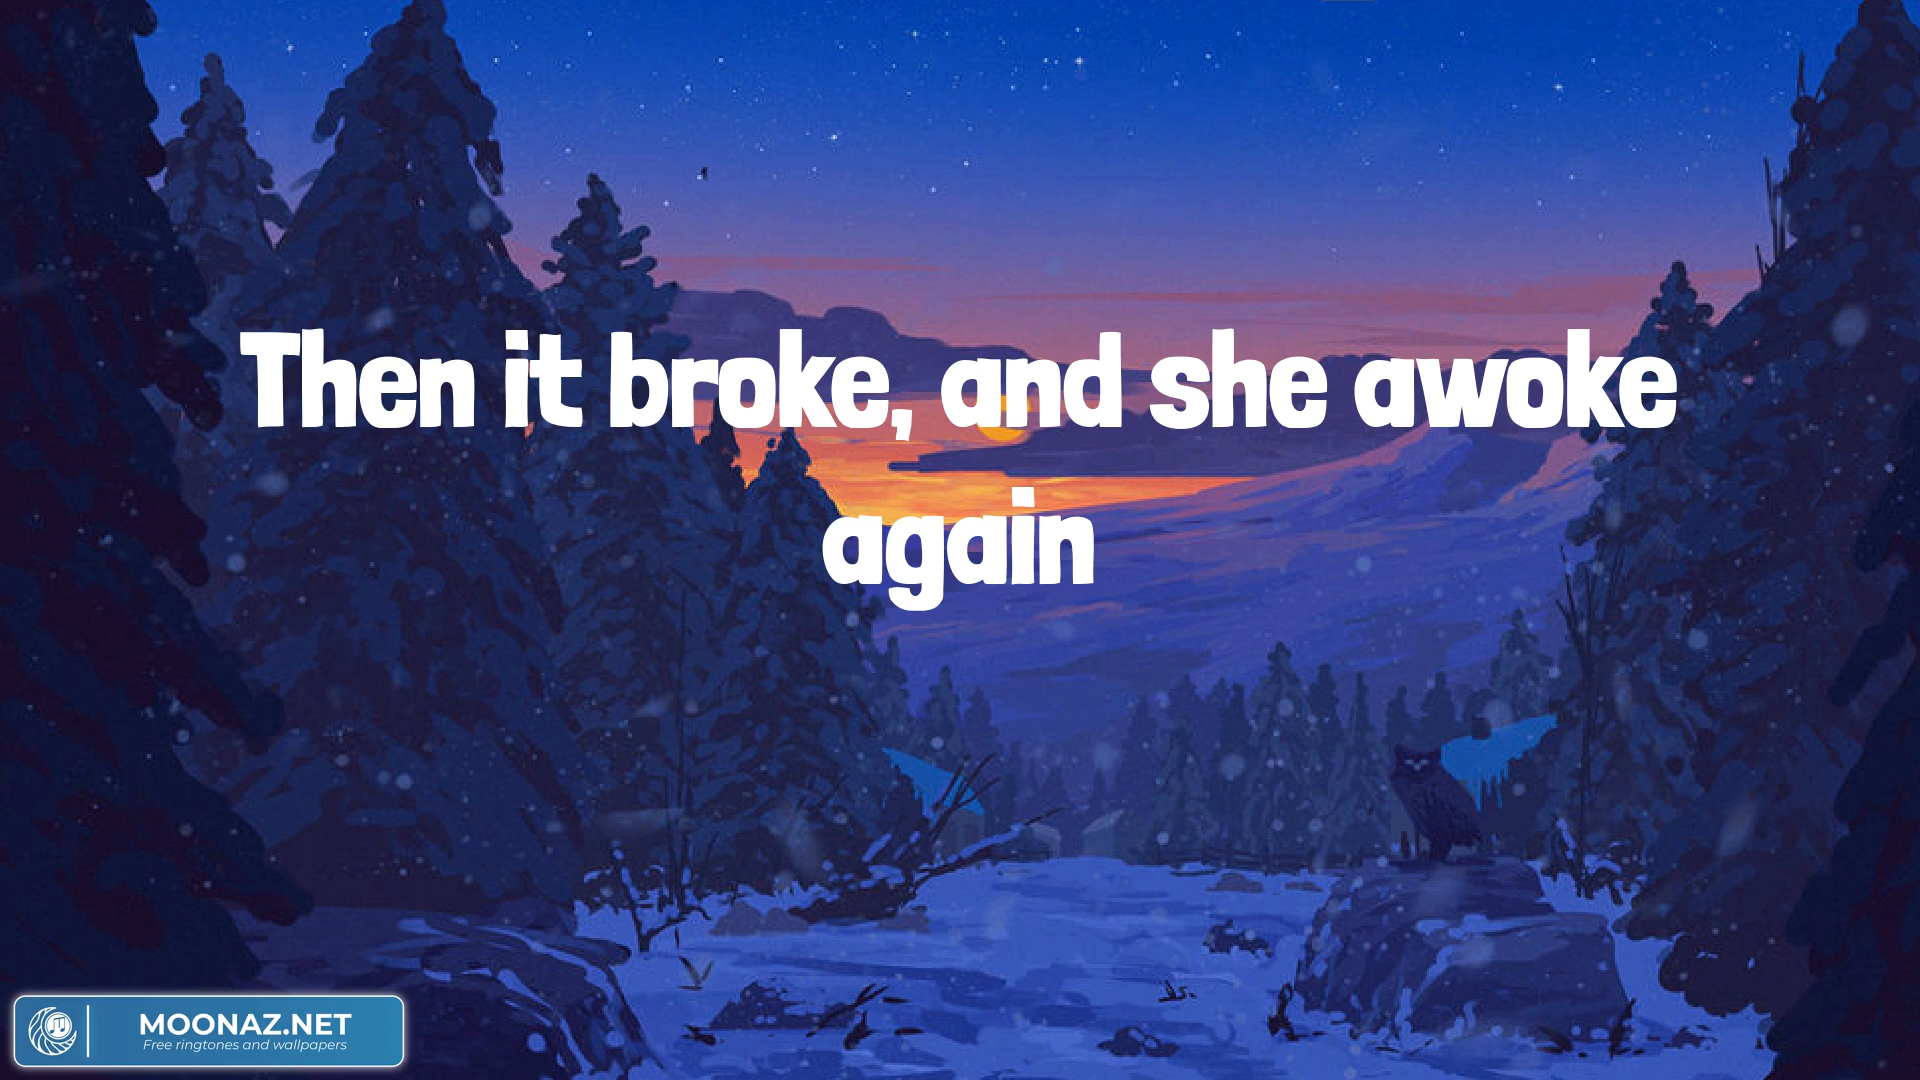 Then it broke, and she awoke
again
MOONAZ.NET
Free ringtones and wallpapers